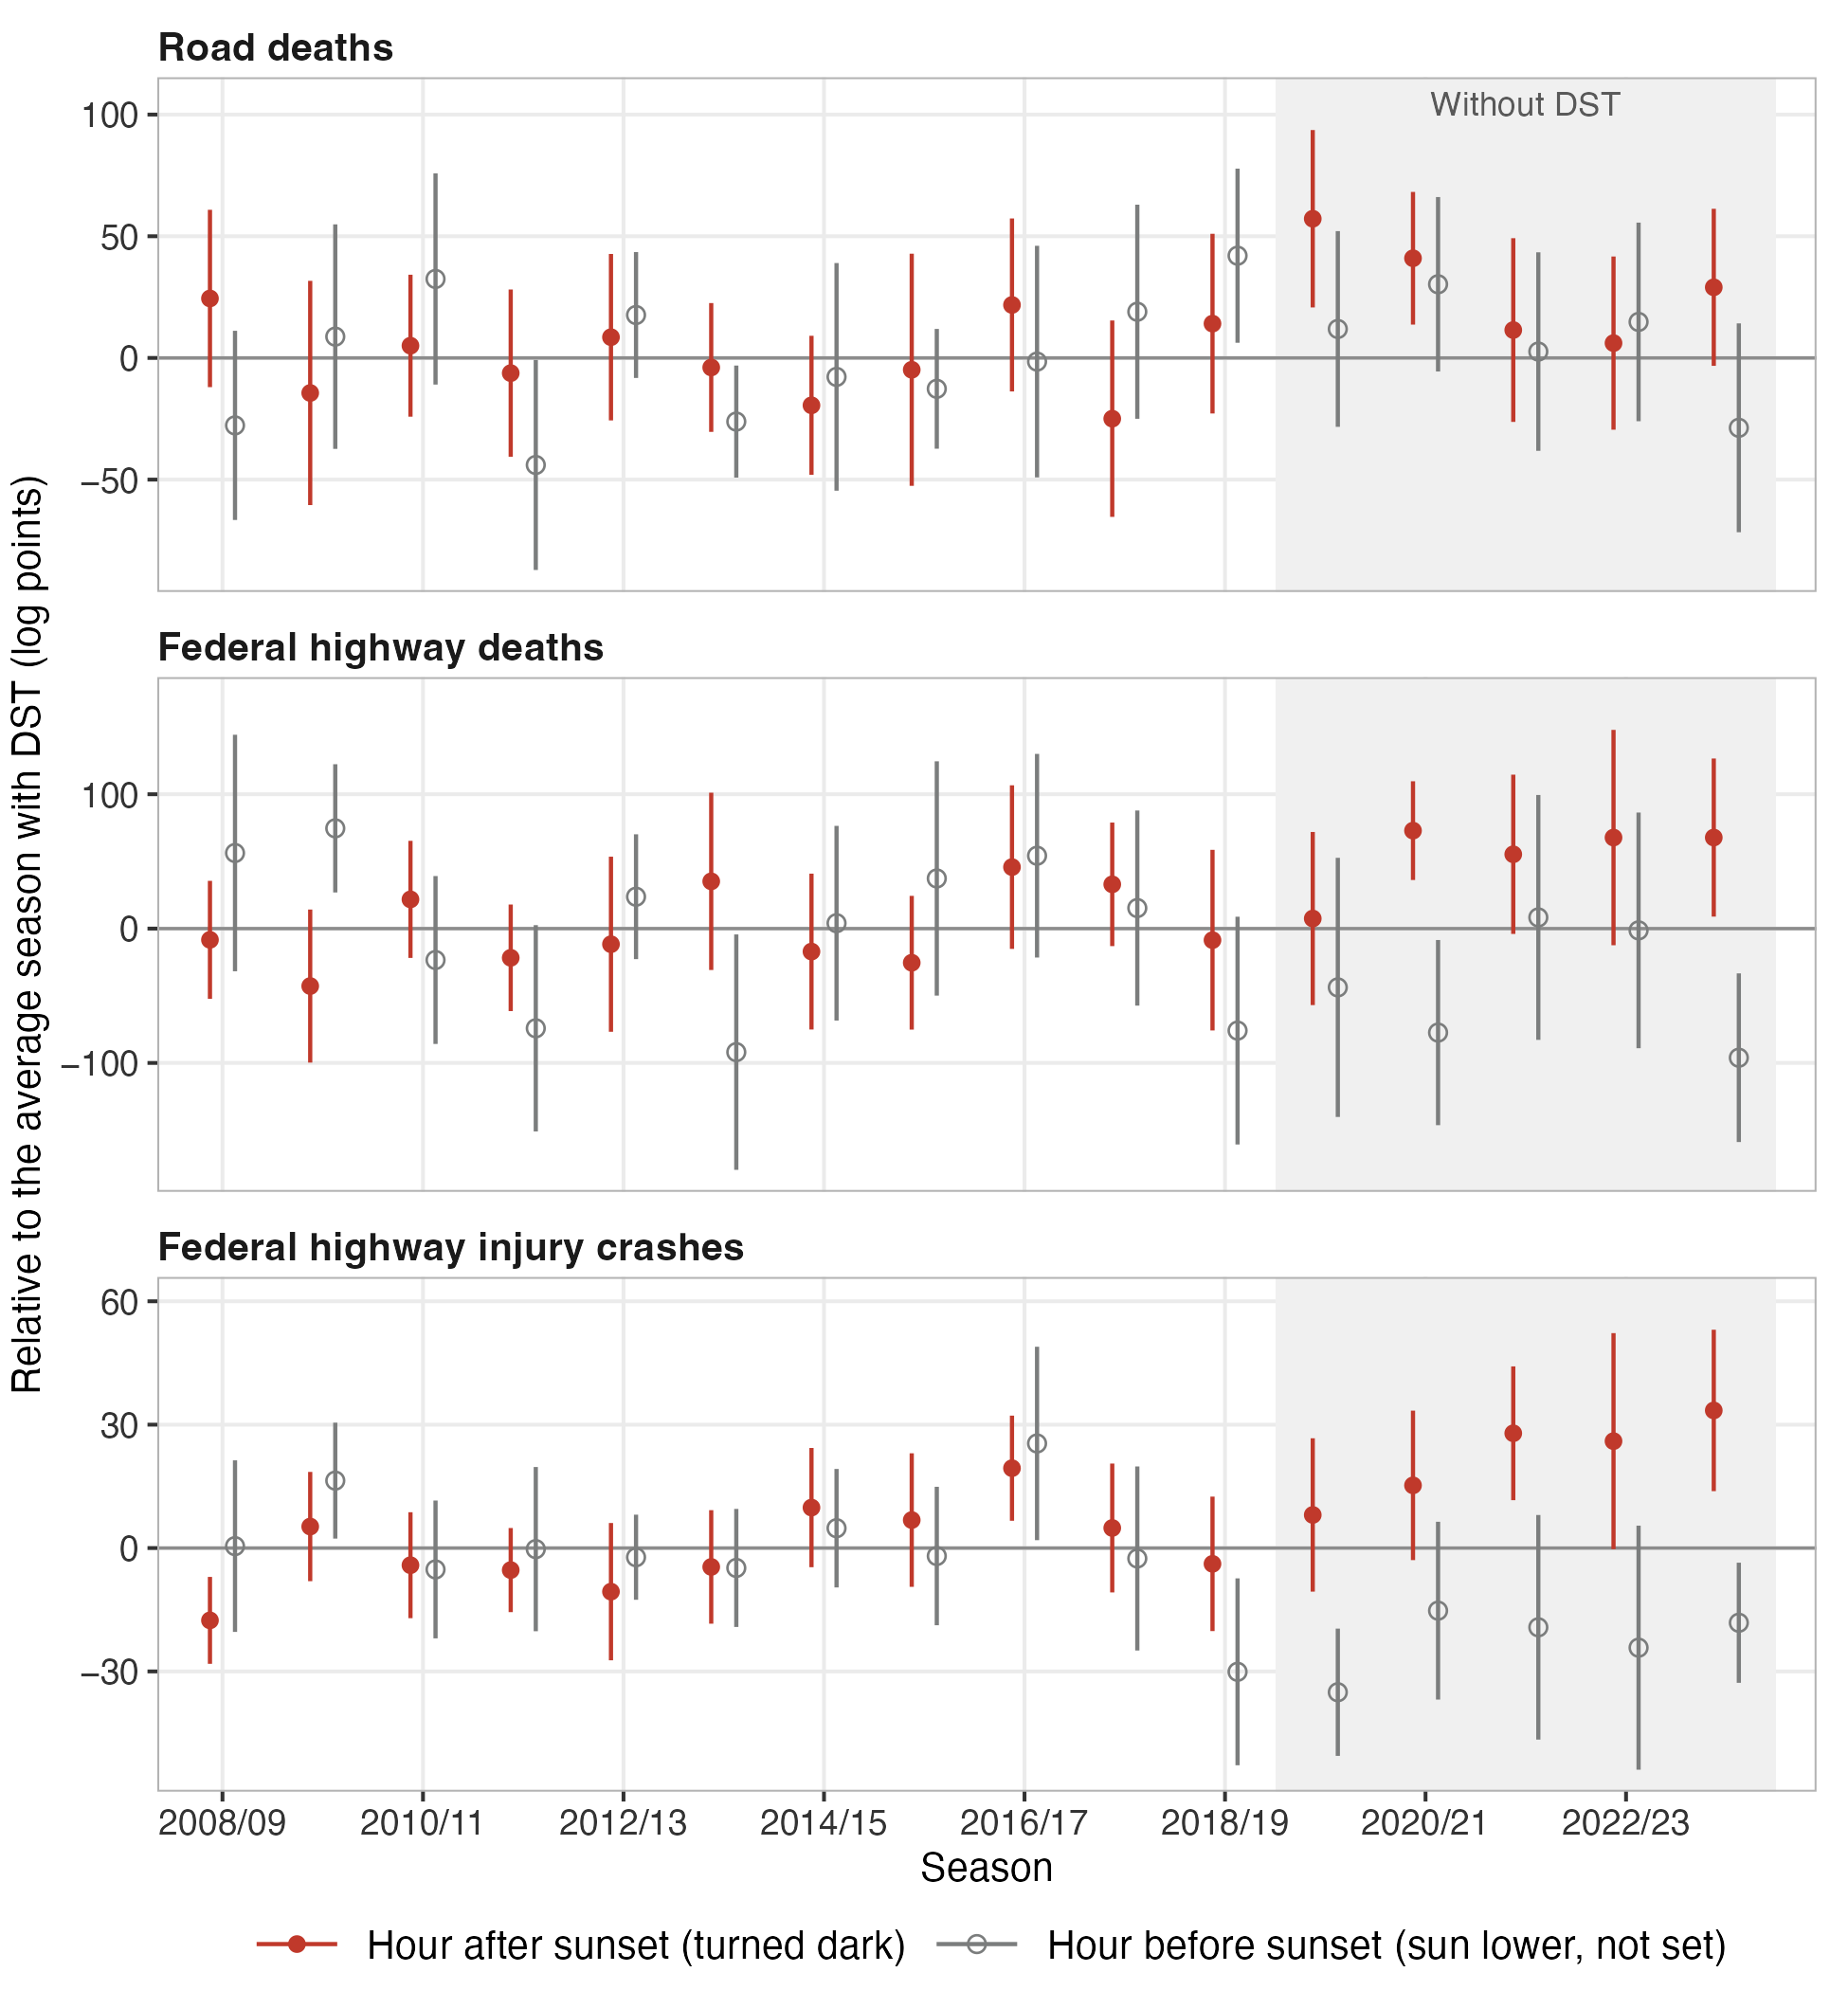 Road deaths
Without DST
100
50
0
−50
Federal highway deaths
100
0
−100
Federal highway injury crashes
60
30
0
−30
Relative to the average season with DST (log points)
2008/09 2010/11 2012/13 2014/15 2016/17 2018/19 2020/21 2022/23
Season
Hour after sunset (turned dark) Hour before sunset (sun lower, not set)